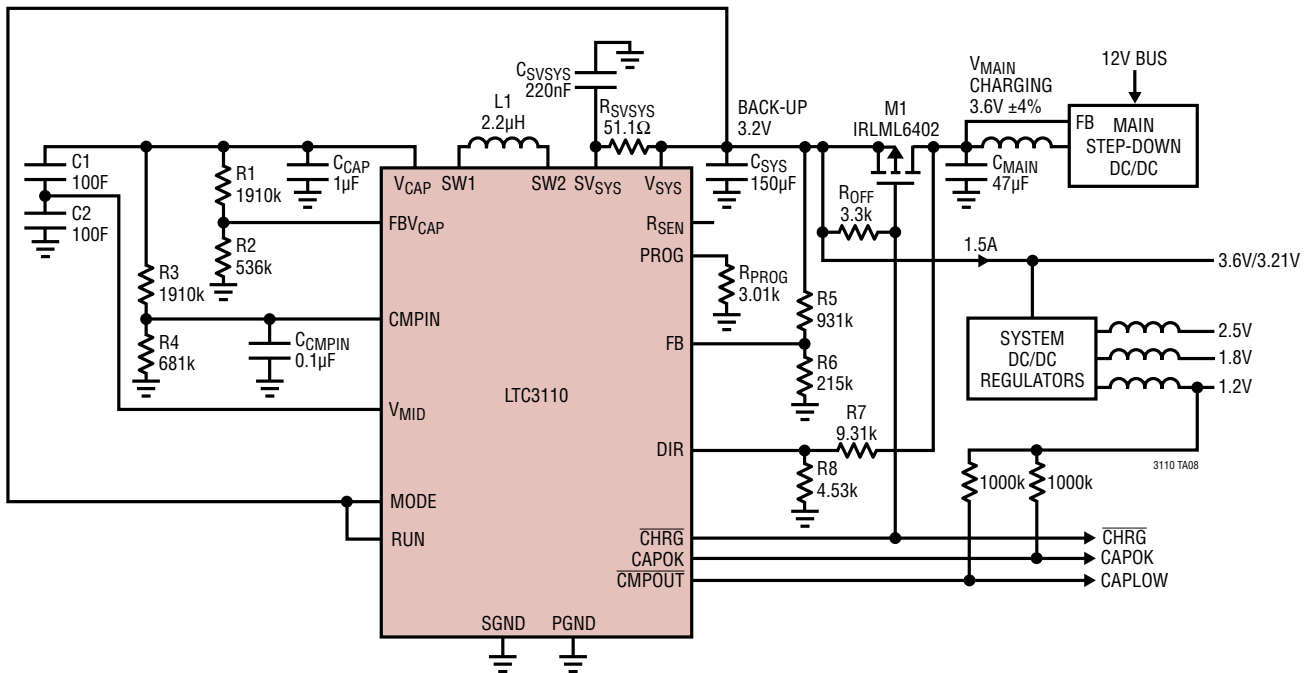 C1
100F
C2
100F
R3
1910k
R4
681k
R1
1910k
R2
536k
C_CAP
1µF
C_CMPIN
0.1µF
L1
2.2µH
C_SVSYS
220nF
R_SVSYS
51.1Ω
BACK-UP
3.2V
C_SYS
150µF
M1
IRLML6402
R_OFF
3.3k
V_MAIN
CHARGING
3.6V ±4%
C_MAIN
47µF
12V BUS
FB
MAIN
STEP-DOWN
DC/DC
V_CAP
SW1
SW2
SV_SYS
V_SYS
FBV_CAP
CMPIN
V_MID
MODE
RUN
LTC3110
R_SEN
PROG
FB
DIR
CHRG
CAPOK
CMPOUT
SGND
PGND
R_PROG
3.01k
R5
931k
R6
215k
R7
9.31k
R8
4.53k
1.5A
3.6V/3.21V
SYSTEM
DC/DC
REGULATORS
2.5V
1.8V
1.2V
1000k
1000k
3110 TA08
CHRG
CAPOK
CAPLOW